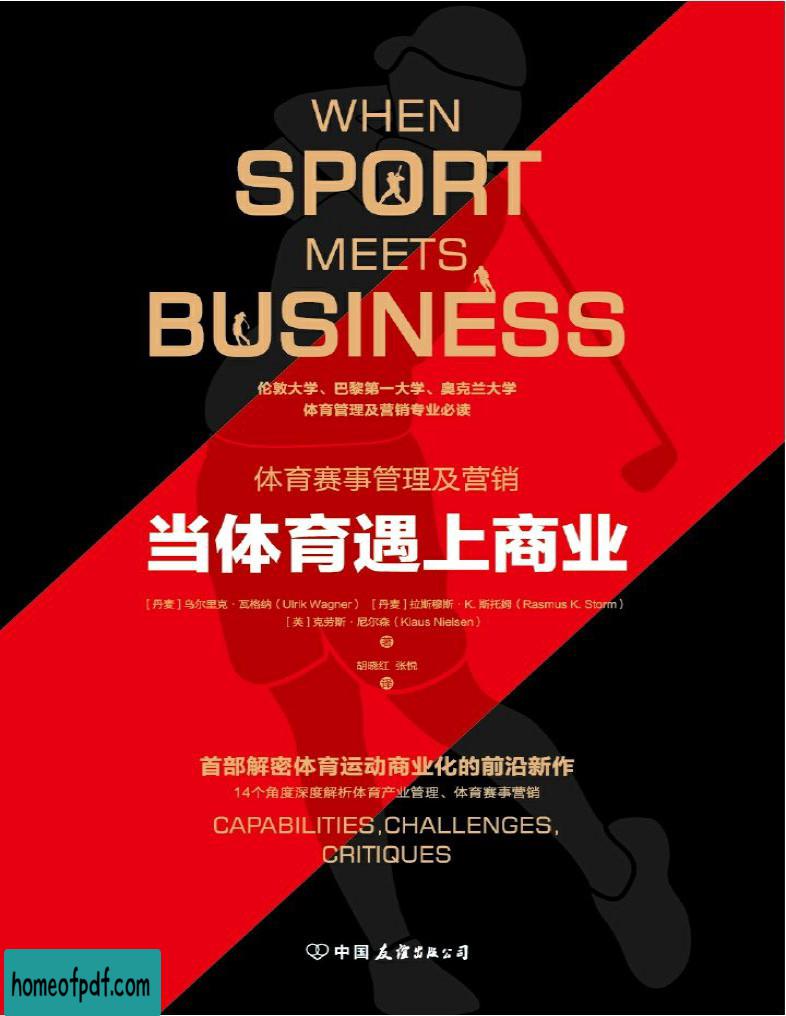 WHEN
SPORT
MEETS
BUSINESS
伦敦大学、巴黎第一大学、奥克兰大学
体育管理及营销专业必读
体育赛事管理及营销
当体育遇上商业
[丹麦]乌尔里克·瓦格纳(Ulrik Wagner) [丹麦]拉斯穆斯·K. 斯托姆(Rasmus K. Storm)
[英]克劳斯·尼尔森(Klaus Nielsen)
著
胡晓红 张悦
译
首部解密体育运动商业化的前沿新作
14个角度深度解析体育产业管理、体育赛事营销
CAPABILITIES,CHALLENGES,
CRITIQUES
中国友谊出版公司
homeofpdf.com